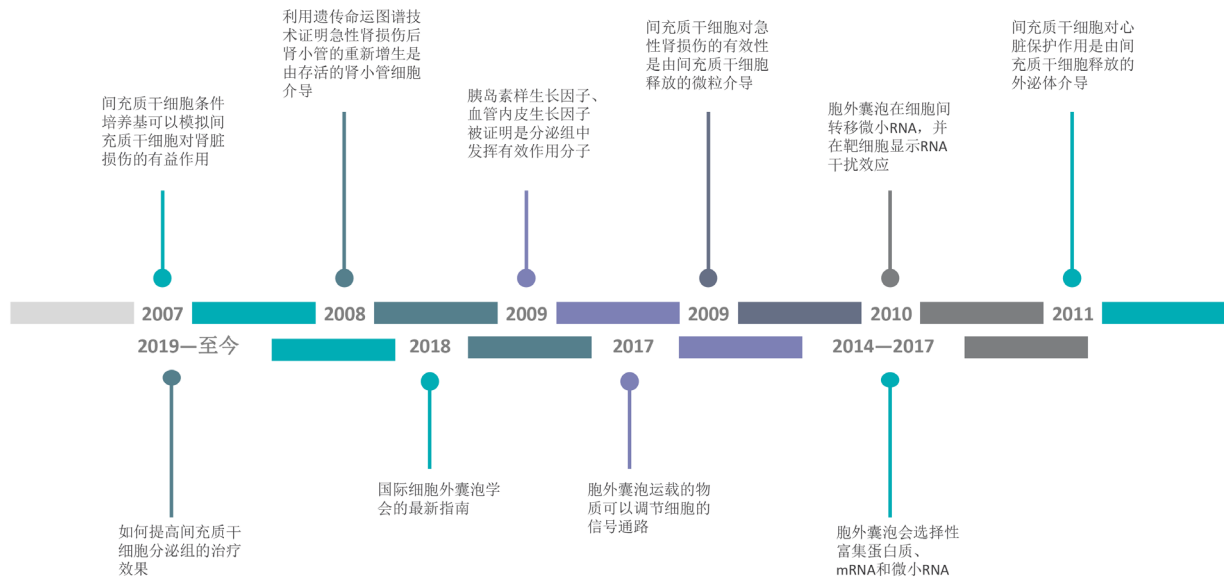 间充质干细胞条件
培养基可以模拟间
充质干细胞对肾脏
损伤的有益作用
利用遗传命运图谱技
术证明急性肾损伤后
肾小管的重新增生是
由存活的肾小管细胞
介导
胰岛素样生长因子、
血管内皮生长因子
被证明是分泌组中
发挥有效作用分子
间充质干细胞对急
性肾损伤的有效性
是由间充质干细胞
释放的微粒介导
胞外囊泡在细胞间
转移微小RNA，并
在靶细胞显示RNA
干扰效应
间充质干细胞对心
脏保护作用是由间
充质干细胞释放的
外泌体介导
2007
2008
2009
2009
2010
2011
2019—至今
2018
2017
2014—2017
如何提高间充质干
细胞分泌组的治疗
效果
国际细胞外囊泡学
会的最新指南
胞外囊泡运载的物
质可以调节细胞的
信号通路
胞外囊泡会选择性
富集蛋白质、
mRNA和微小RNA